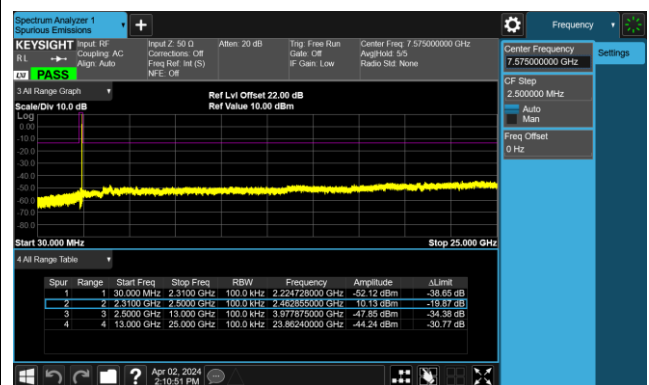 Spectrum Analyzer 1
Spurious Emissions
Frequency
KEYSIGHT
RL
PASS
Input: RF
Coupling: AC
Align: Auto
Input Z: 50 Ω
Corrections: Off
Freq Ref: Int (S)
NFE: Off
Atten: 20 dB
Trig: Free Run
Gate: Off
IF Gain: Low
Center Freq: 7.575000000 GHz
Avg|Hold: 5/5
Radio Std: None
Center Frequency
7.575000000 GHz
Settings
CF Step
2.500000 MHz
Auto
Man
Freq Offset
0 Hz
3 All Range Graph
Scale/Div 10.0 dB
Ref Lvl Offset 22.00 dB
Ref Value 10.00 dBm
Log
0.00
-10.0
-20.0
-30.0
-40.0
-50.0
-60.0
-70.0
-80.0
Start 30.000 MHz
Stop 25.000 GHz
4 All Range Table
Spur Range Start Freq Stop Freq RBW Frequency Amplitude ΔLimit
1 1 30.000 MHz 2.3100 GHz 100.0 kHz 2.224728000 GHz -52.12 dBm -38.65 dB
2 2 2.3100 GHz 2.5000 GHz 100.0 kHz 2.462855000 GHz 10.13 dBm -19.87 dB
3 3 2.5000 GHz 13.000 GHz 100.0 kHz 3.977875000 GHz -47.85 dBm -34.38 dB
4 4 13.000 GHz 25.000 GHz 100.0 kHz 23.86240000 GHz -44.24 dBm -30.77 dB
?
Apr 02, 2024
2:10:51 PM